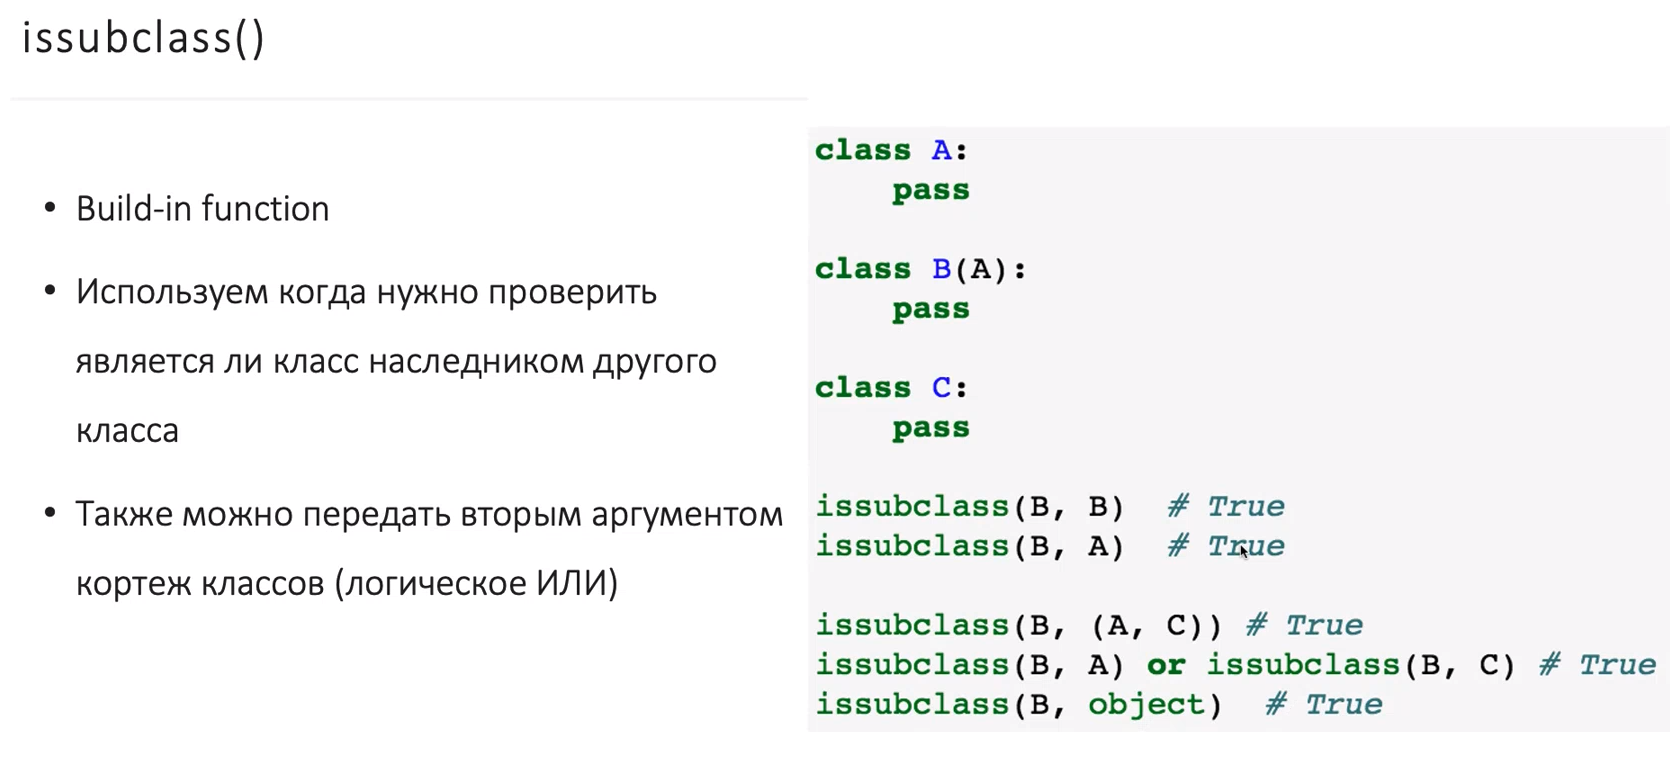 issubclass()
• Build-in function
• Используем когда нужно проверить
является ли класс наследником другого
класса
• Также можно передать вторым аргументом
кортеж классов (логическое ИЛИ)
class A:
    pass
class B(A):
    pass
class C:
    pass
issubclass(B, B)  # True
issubclass(B, A)  # True
issubclass(B, (A, C)) # True
issubclass(B, A) or issubclass(B, C) # True
issubclass(B, object)  # True